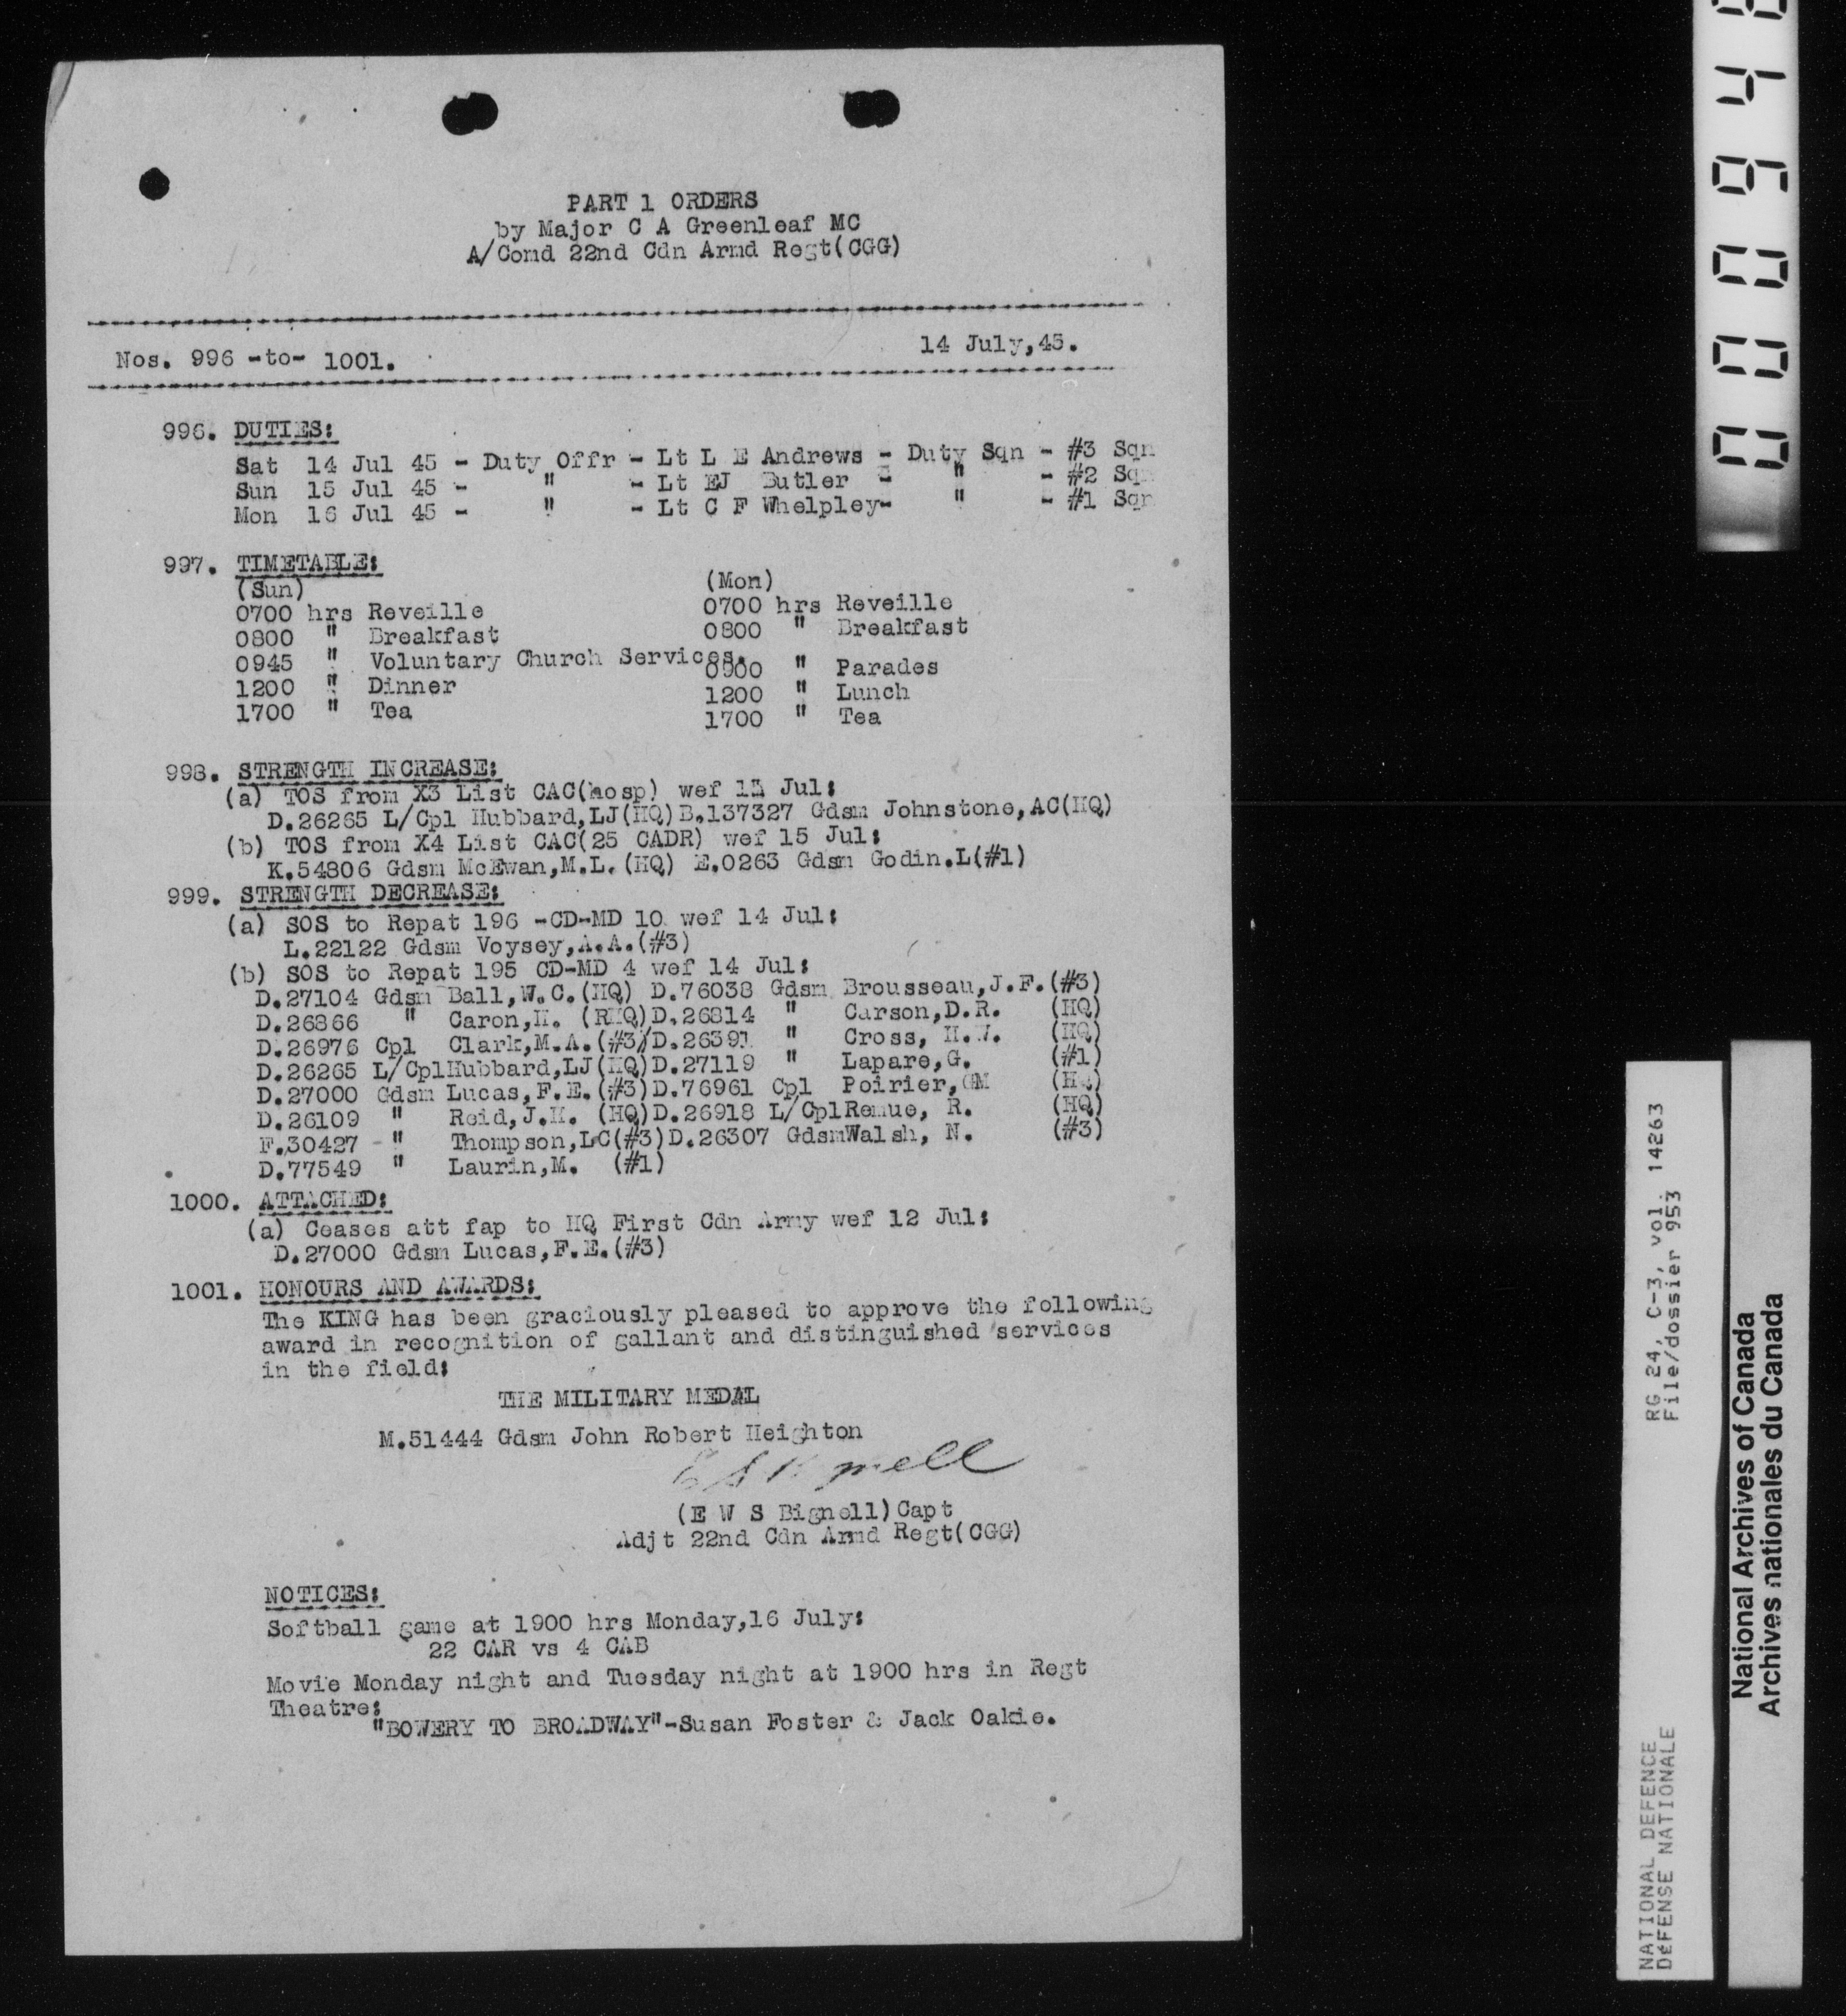 PART 1 ORDERS
by Major C A Greenleaf MC
A/Comd 22nd Cdn Armd Regt(CGG)
Nos. 996 -to- 1001. 14 July,45.
996. DUTIES:
Sat 14 Jul 45 - Duty Offr - Lt L E Andrews - Duty Sqn - #3 Sqn
Sun 15 Jul 45 - " - Lt EJ Butler - " - #2 Sq
Mon 16 Jul 45 - " - Lt C F Whelpley- " - #1 Sqn
997. TIMETABLE:
(Sun) (Mon)
0700 hrs Reveille 0700 hrs Reveille
0800 " Breakfast 0800 " Breakfast
0945 " Voluntary Church Services. 0900 " Parades
1200 " Dinner 1200 " Lunch
1700 " Tea 1700 " Tea
998. STRENGTH INCREASE:
(a) TOS from X3 List CAC(hosp) wef Jul:
D.26265 L/Cpl Hubbard,LJ(HQ) B.137327 Gdsm Johnstone,AC(HQ)
(b) TOS from X4 List CAC(25 CADR) wef 15 Jul:
K.54806 Gdsm McEwan,M.L.(HQ) E.0263 Gdsm Godin.L(#1)
999. STRENGTH DECREASE:
(a) SOS to Repat 196 -CD-MD 10 wef 14 Jul:
L.22122 Gdsm Voysey,A.A.(#3)
(b) SOS to Repat 195 CD-MD 4 wef 14 Jul:
D.27104 Gdsm Ball,W.C.(HQ) D.76038 Gdsm Brousseau,J.F.(#3)
D.26866 " Caron,H. (RHQ)D.26814 " Carson,D.R. (HQ)
D.26976 Cpl Clark,M.A.(#3)D.26391 " Cross, H.W. (HQ)
D.26265 L/CplHubbard,LJ(HQ)D.27119 " Lapare,G. (#1)
D.27000 Gdsm Lucas,F.E.(#3)D.76961 Cpl Poirier,GM (HQ)
D.26109 " Reid,J.H. (HQ)D.26918 L/CplRemue, R. (HQ)
F.30427 - " Thompson,LC(#3)D.26307 GdsmWalsh, N. (#3)
D.77549 " Laurin,M. (#1)
1000. ATTACHED:
(a) Ceases att fap to HQ First Cdn Army wef 12 Jul:
D.27000 Gdsm Lucas,F.E.(#3)
1001. HONOURS AND AWARDS:
The KING has been graciously pleased to approve the following
award in recognition of gallant and distinguished services
in the field:
THE MILITARY MEDAL
M.51444 Gdsm John Robert Heighton
(E W S Bignell)Capt
Adjt 22nd Cdn Armd Regt(CGG)
NOTICES:
Softball game at 1900 hrs Monday,16 July:
22 CAR vs 4 CAB
Movie Monday night and Tuesday night at 1900 hrs in Regt
Theatre:
"BOWERY TO BROADWAY"-Susan Foster & Jack Oakie.
RG 24, C-3, vol. 14263
File/dossier 953
NATIONAL DEFENCE
DÉFENSE NATIONALE
National Archives of Canada
Archives nationales du Canada